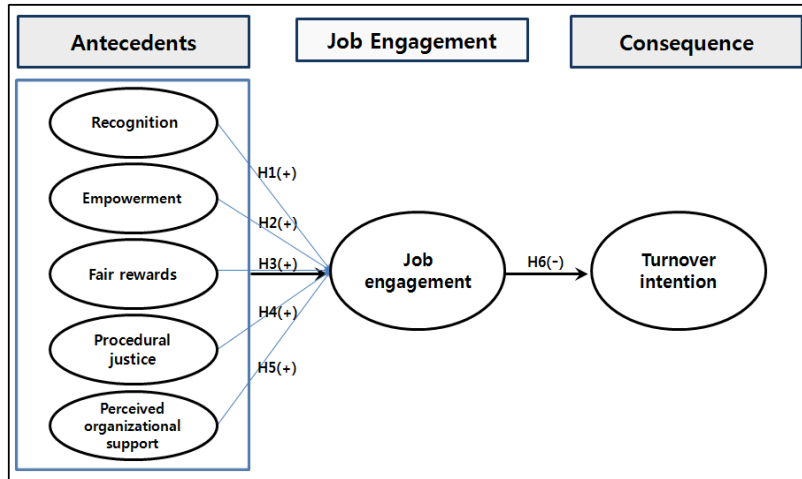 Antecedents
Job Engagement
Consequence
Recognition
Empowerment
Fair rewards
Procedural
justice
Perceived
organizational
support
H1(+)
H2(+)
H3(+)
H4(+)
H5(+)
Job
engagement
H6(-)
Turnover
intention